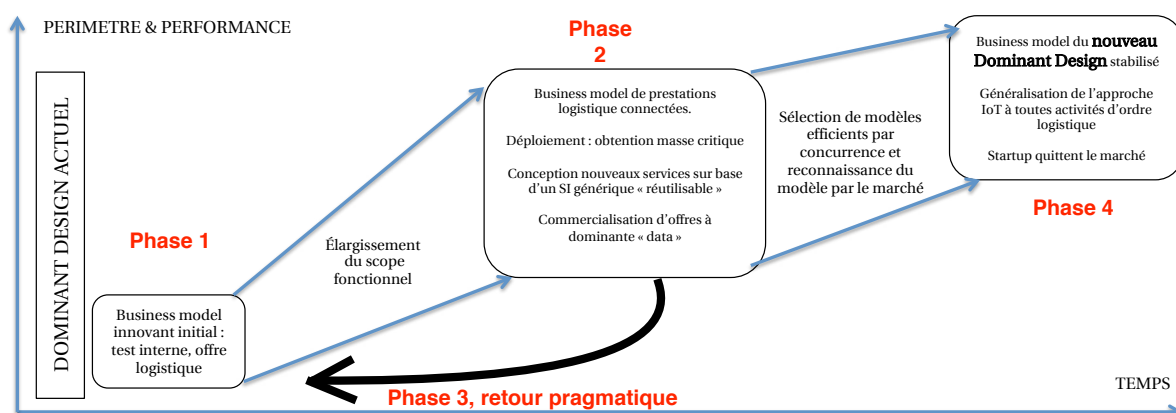 PERIMETRE & PERFORMANCE
DOMINANT DESIGN ACTUEL
Phase 1
Business model
innovant initial :
test interne, offre
logistique
Élargissement
du scope
fonctionnel
Phase
2
Business model de prestations
logistique connectées.
Déploiement : obtention masse critique
Conception nouveaux services sur base
d’un SI générique « réutilisable »
Commercialisation d’offres à
dominante « data »
Phase 3, retour pragmatique
Sélection de modèles
efficients par
concurrence et
reconnaissance du
modèle par le marché
Business model du nouveau
Dominant Design stabilisé
Généralisation de l’approche
IoT à toutes activités d’ordre
logistique
Startup quittent le marché
Phase 4
TEMPS